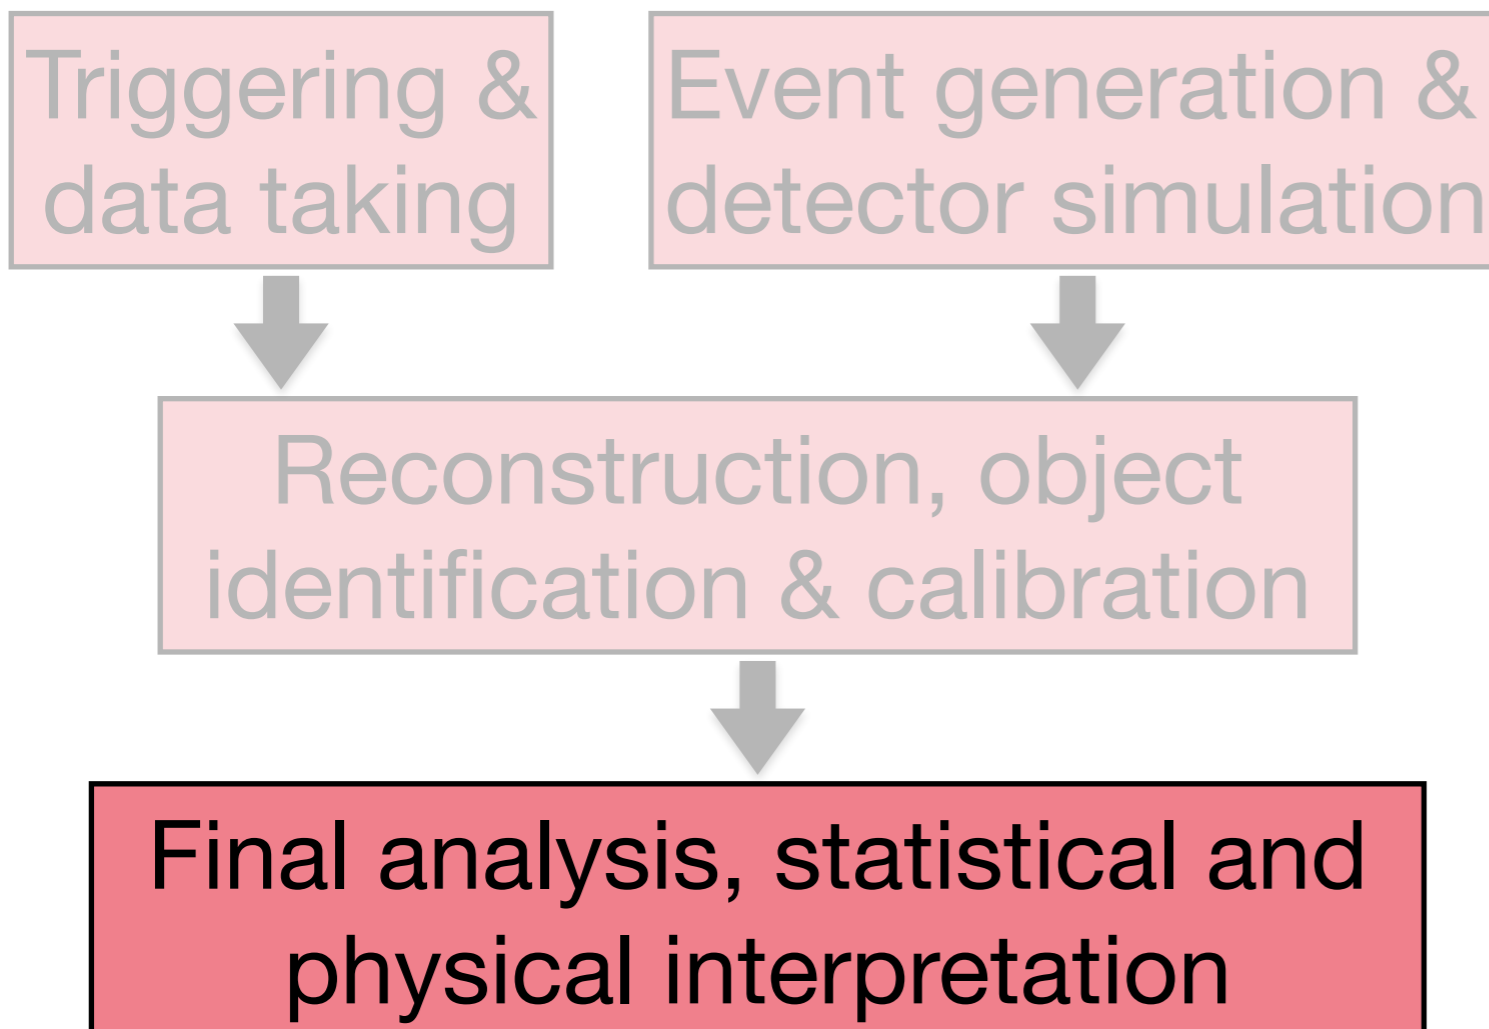 Triggering &
data taking
Event generation &
detector simulation
Reconstruction, object
identification & calibration
Final analysis, statistical and
physical interpretation